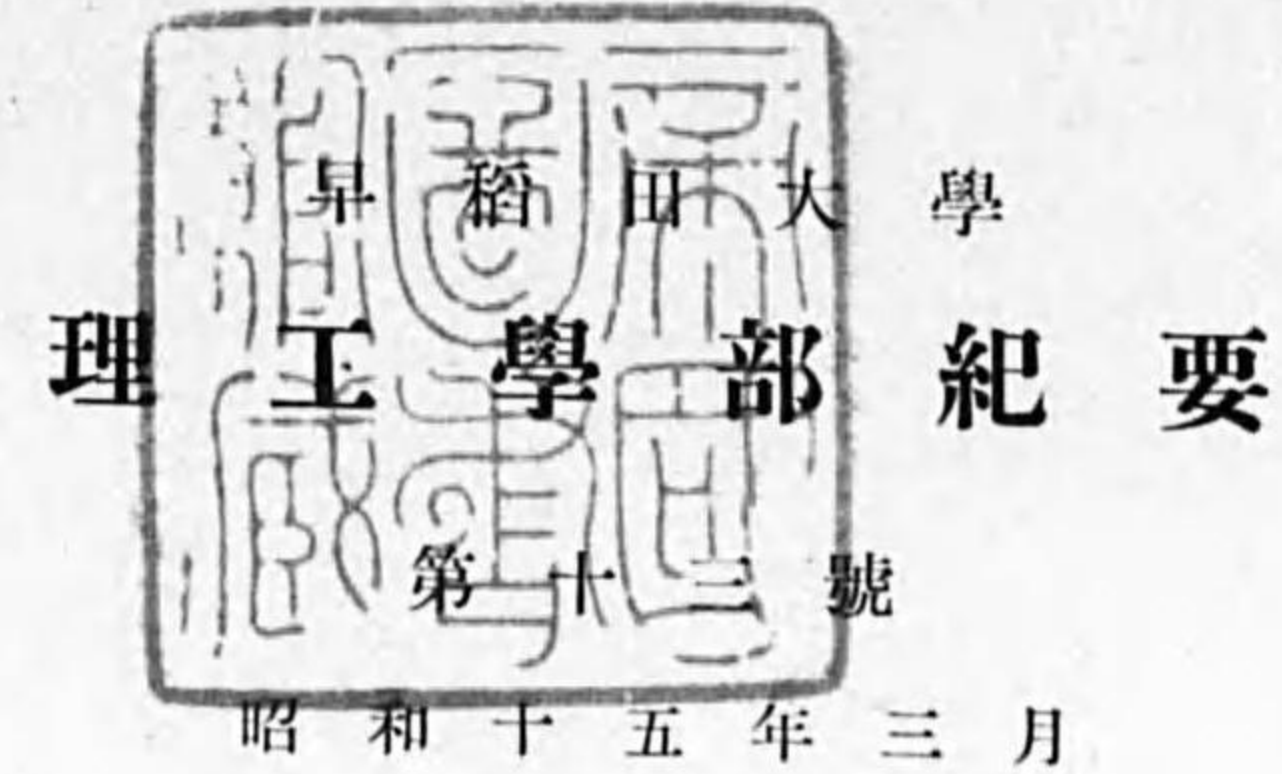 早稻田大學
理工學部紀要
第十三號
昭和十五年三月